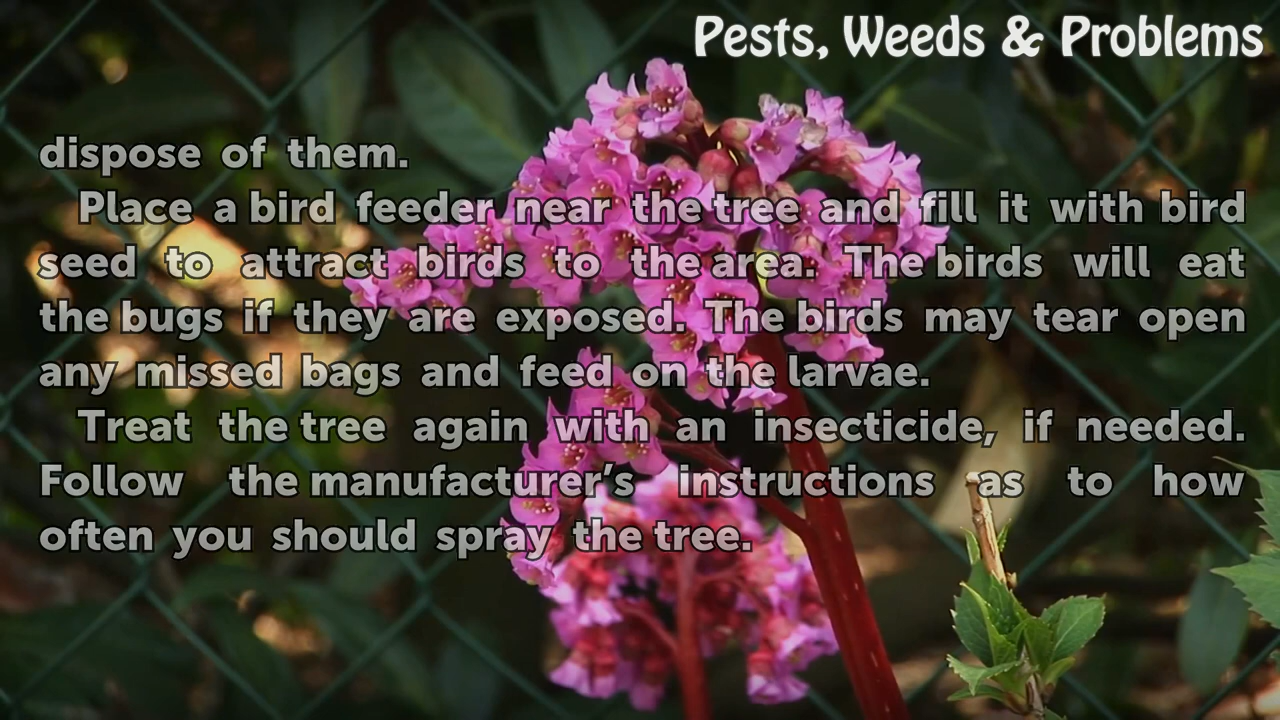 Pests, Weeds & Problems
dispose of them.
Place a bird feeder near the tree and fill it with bird
seed to attract birds to the area. The birds will eat
the bugs if they are exposed. The birds may tear open
any missed bags and feed on the larvae.
Treat the tree again with an insecticide, if needed.
Follow the manufacturer’s instructions as to how
often you should spray the tree.